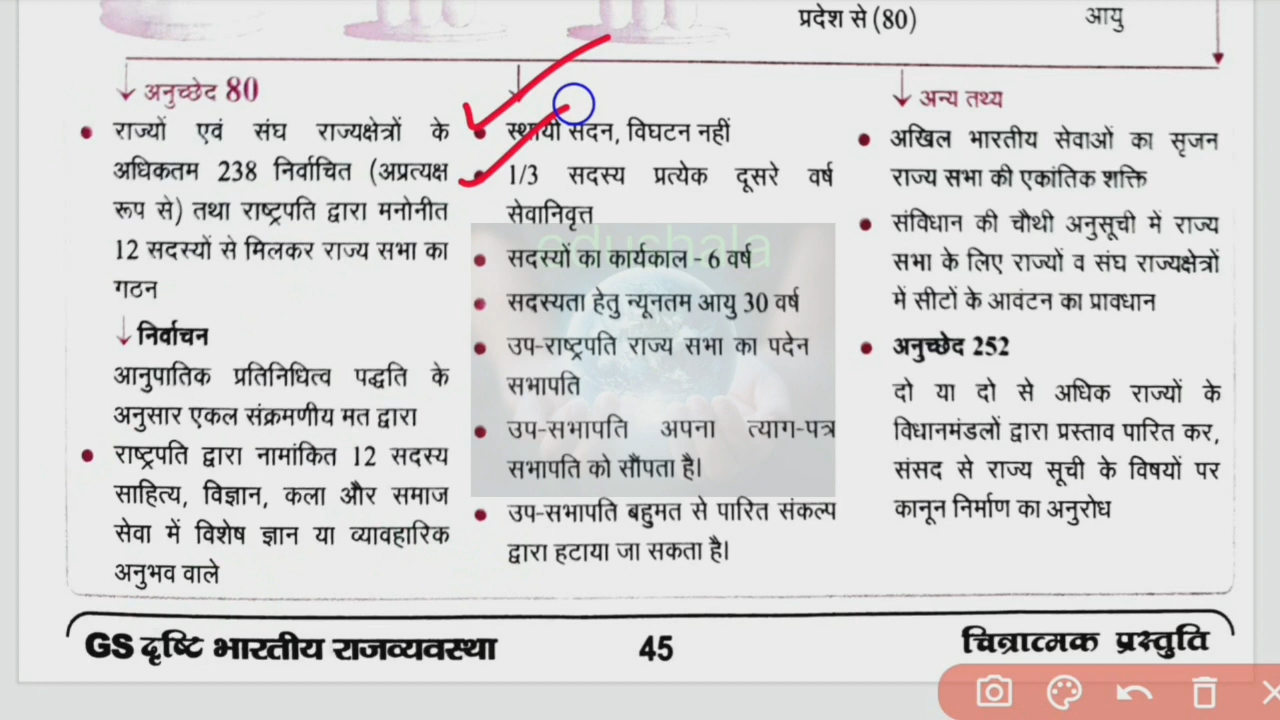 प्रदेश से (80)
आयु
अनुच्छेद 80
राज्यों एवं संघ राज्यक्षेत्रों के
अधिकतम 238 निर्वाचित (अप्रत्यक्ष
रूप से) तथा राष्ट्रपति द्वारा मनोनीत
12 सदस्यों से मिलकर राज्य सभा का
गठन
निर्वाचन
आनुपातिक प्रतिनिधित्व पद्धति के
अनुसार एकल संक्रमणीय मत द्वारा
राष्ट्रपति द्वारा नामांकित 12 सदस्य
साहित्य, विज्ञान, कला और समाज
सेवा में विशेष ज्ञान या व्यावहारिक
अनुभव वाले
स्थायी सदन, विघटन नहीं
1/3 सदस्य प्रत्येक दूसरे वर्ष
सेवानिवृत्त
edushala
सदस्यों का कार्यकाल - 6 वर्ष
सदस्यता हेतु न्यूनतम आयु 30 वर्ष
उप-राष्ट्रपति राज्य सभा का पदेन
सभापति
उप-सभापति अपना त्याग-पत्र
सभापति को सौंपता है।
उप-सभापति बहुमत से पारित संकल्प
द्वारा हटाया जा सकता है।
अन्य तथ्य
अखिल भारतीय सेवाओं का सृजन
राज्य सभा की एकांतिक शक्ति
संविधान की चौथी अनुसूची में राज्य
सभा के लिए राज्यों व संघ राज्यक्षेत्रों
में सीटों के आवंटन का प्रावधान
अनुच्छेद 252
दो या दो से अधिक राज्यों के
विधानमंडलों द्वारा प्रस्ताव पारित कर,
संसद से राज्य सूची के विषयों पर
कानून निर्माण का अनुरोध
GS दृष्टि भारतीय राजव्यवस्था
45
चित्रात्मक प्रस्तुति